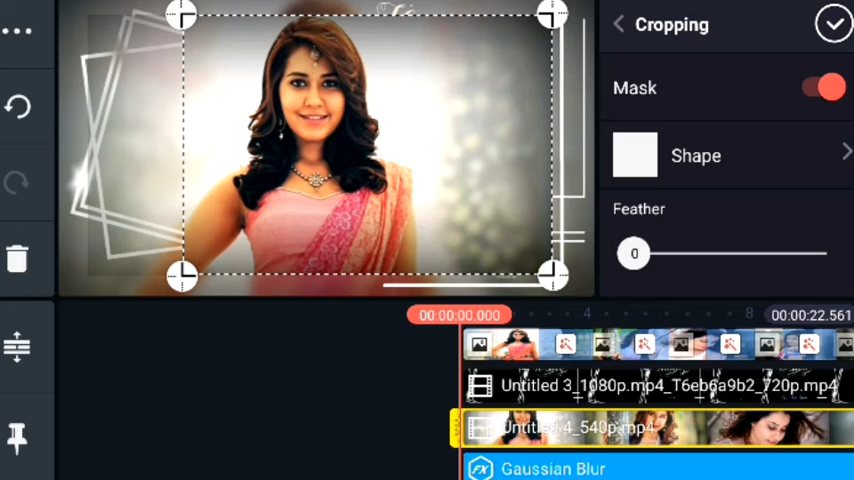 Cropping
Mask
Shape
Feather
0
00:00:00.000
4
8
00:00:22.561
Untitled 3_1080p.mp4_T6eb6a9b2_720p.mp4
Untitled 4_540p.mp4
FX Gaussian Blur